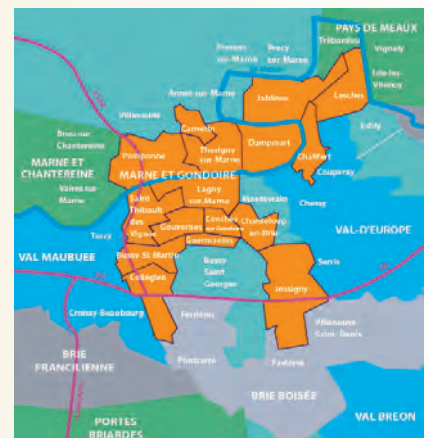 PAYS DE MEAUX
Trilbardou
Vignely
Fresnes
sur-Marne
Précy
sur-Marne
Isle-les-
Villenoy
Annet-sur-Marne
Jablines
Lesches
Villevaudé
Esbly
Carnetin
Brou-sur
Chantereine
Pomponne
Thorigny
sur-Marne
Dampmart
Chalifert
Coupvray
MARNE ET
CHANTEREINE
MARNE ET GONDOIRE
Vaires-sur
Marne
Lagny
sur-Marne
Montévrain
Chessy
Saint
Thibault
des
Vignes
Torcy
Gouvernes
Conches
sur-Gondoire
Chanteloup
en-Brie
VAL-D'EUROPE
Guermantes
VAL MAUBUEE
Bussy-St-Martin
Bussy
Saint
Georges
Serris
Collégien
Jossigny
Croissy-Beaubourg
Ferrières
Villeneuve
Saint-Denis
BRIE
FRANCILIENNE
Pontcarré
Favières
BRIE BOISÉE
PORTES
BRIARDES
VAL BREON